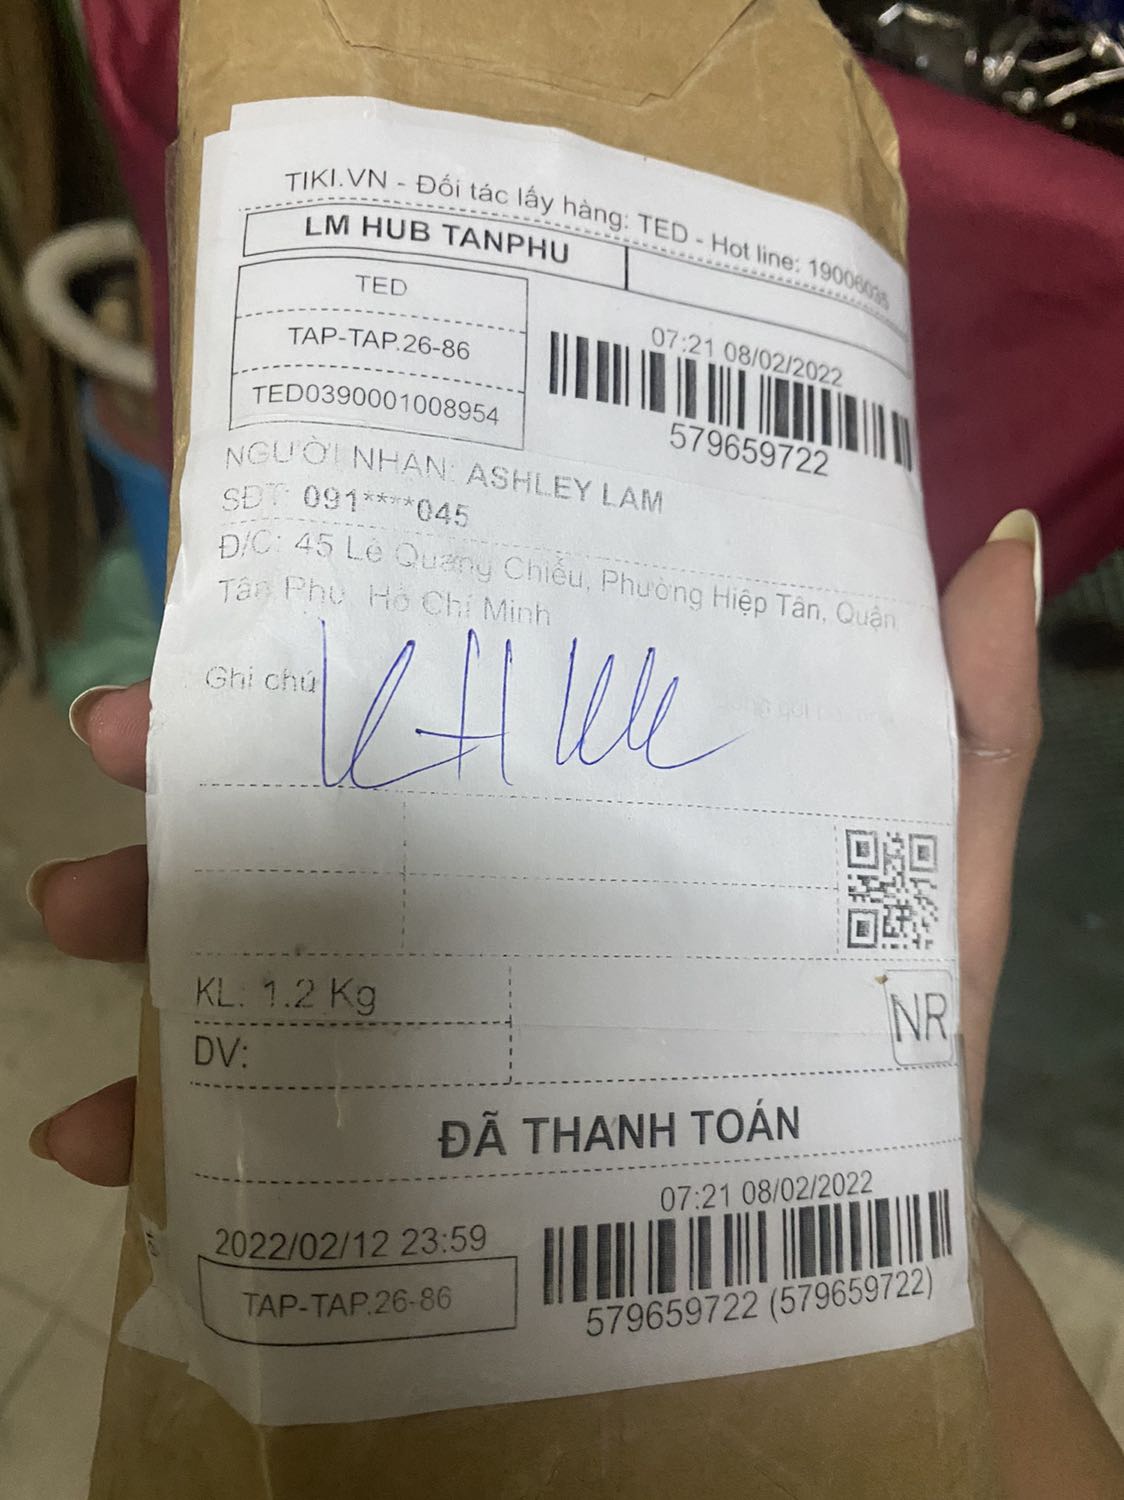 TIKI.VN - Đối tác lấy hàng: TED - Hot line: 19006035
LM HUB TANPHU
TED
TAP-TAP.26-86
TED0390001008954
07:21 08/02/2022
579659722
NGƯỜI NHẬN: ASHLEY LAM
SĐT: 091****045
Đ/C: 45 Lê Quang Chiểu, Phường Hiệp Tân, Quận
Tân Phú, Hồ Chí Minh
Ghi chú
KL: 1.2 Kg
NR
DV:
ĐÃ THANH TOÁN
07:21 08/02/2022
2022/02/12 23:59
TAP-TAP.26-86
579659722 (579659722)